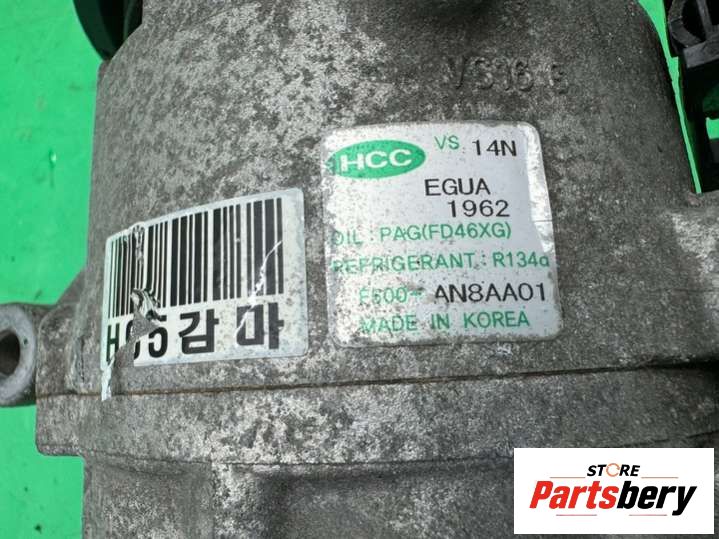 VS16 G
HCC VS 14N
EGUA
1962
OIL : PAG(FD46XG)
REFRIGERANT : R134a
F500- AN8AA01
MADE IN KOREA
감마
STORE
Partsbery